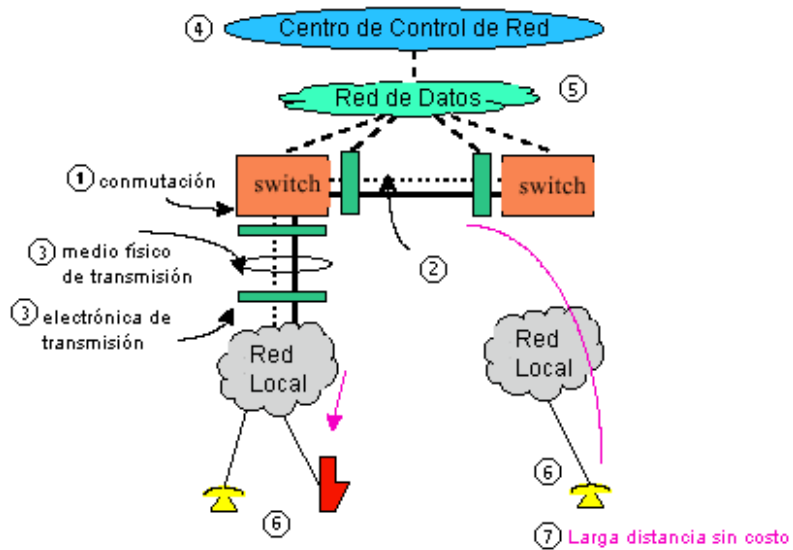 ④ Centro de Control de Red
Red de Datos
⑤
① conmutación
switch
switch
③ medio físico
de transmisión
②
③ electrónica de
transmisión
Red
Local
Red
Local
⑥
⑥
⑦ Larga distancia sin costo